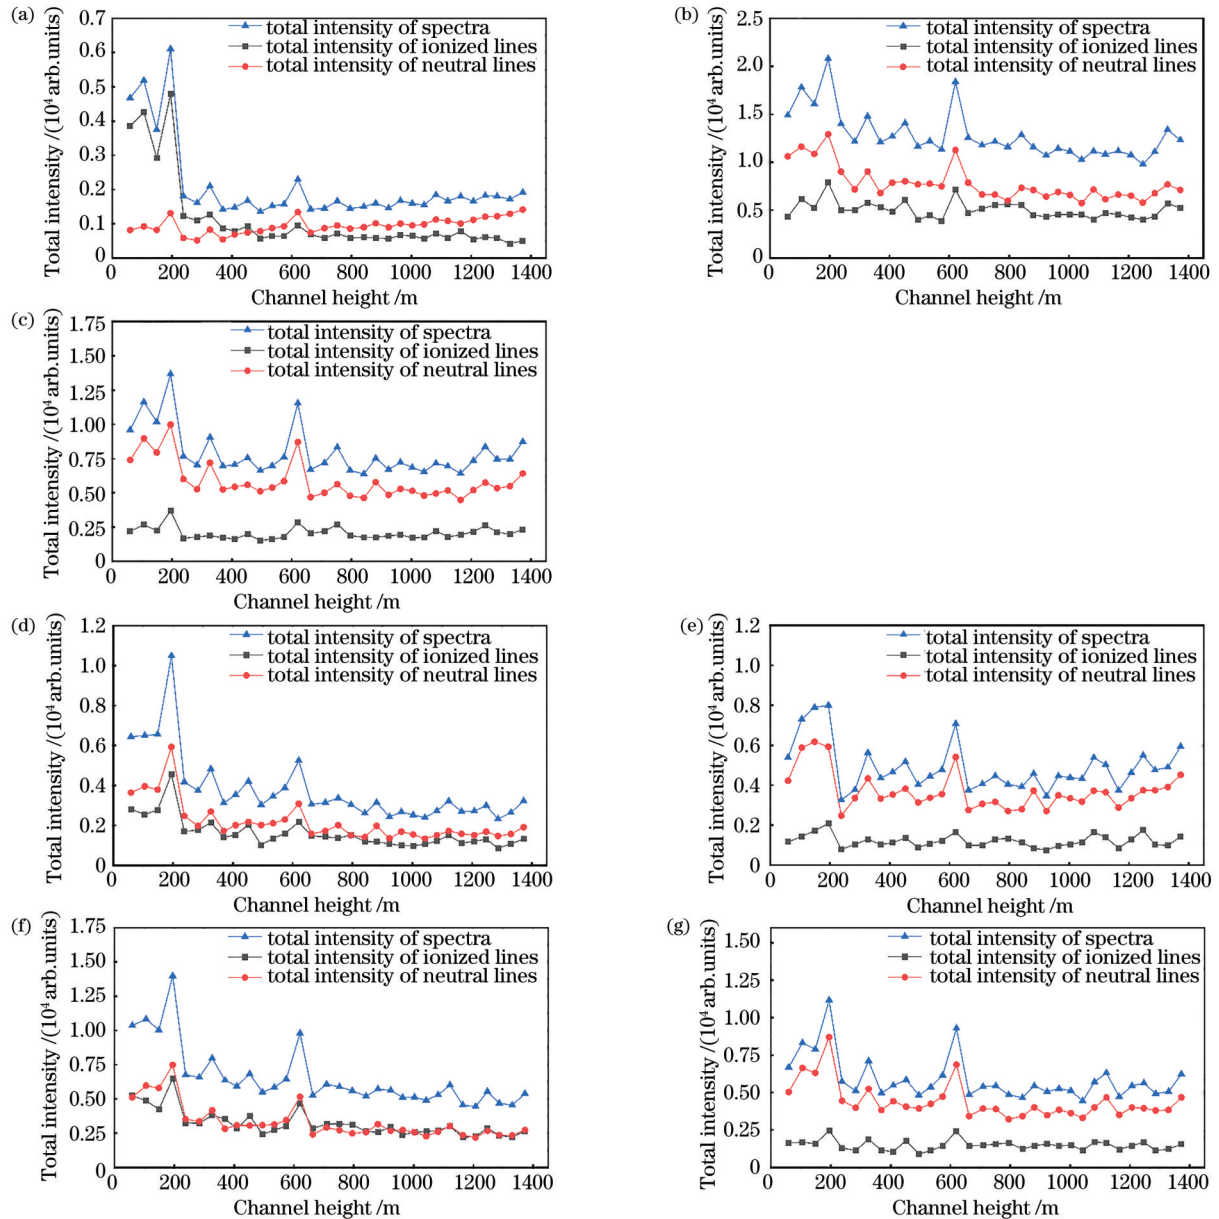 (a)
Total intensity /(10⁴ arb.units)
0.7
0.6
0.5
0.4
0.3
0.2
0.1
0
total intensity of spectra
total intensity of ionized lines
total intensity of neutral lines
0 200 400 600 800 1000 1200 1400
Channel height /m
(b)
Total intensity /(10⁴ arb.units)
2.5
2.0
1.5
1.0
0.5
0
total intensity of spectra
total intensity of ionized lines
total intensity of neutral lines
0 200 400 600 800 1000 1200 1400
Channel height /m
(c)
Total intensity /(10⁴ arb.units)
1.75
1.50
1.25
1.00
0.75
0.50
0.25
0
total intensity of spectra
total intensity of ionized lines
total intensity of neutral lines
0 200 400 600 800 1000 1200 1400
Channel height /m
(d)
Total intensity /(10⁴ arb.units)
1.2
1.0
0.8
0.6
0.4
0.2
0
total intensity of spectra
total intensity of ionized lines
total intensity of neutral lines
0 200 400 600 800 1000 1200 1400
Channel height /m
(e)
Total intensity /(10⁴ arb.units)
1.2
1.0
0.8
0.6
0.4
0.2
0
total intensity of spectra
total intensity of ionized lines
total intensity of neutral lines
0 200 400 600 800 1000 1200 1400
Channel height /m
(f)
Total intensity /(10⁴ arb.units)
1.75
1.50
1.25
1.00
0.75
0.50
0.25
0
total intensity of spectra
total intensity of ionized lines
total intensity of neutral lines
0 200 400 600 800 1000 1200 1400
Channel height /m
(g)
Total intensity /(10⁴ arb.units)
1.50
1.25
1.00
0.75
0.50
0.25
0
total intensity of spectra
total intensity of ionized lines
total intensity of neutral lines
0 200 400 600 800 1000 1200 1400
Channel height /m